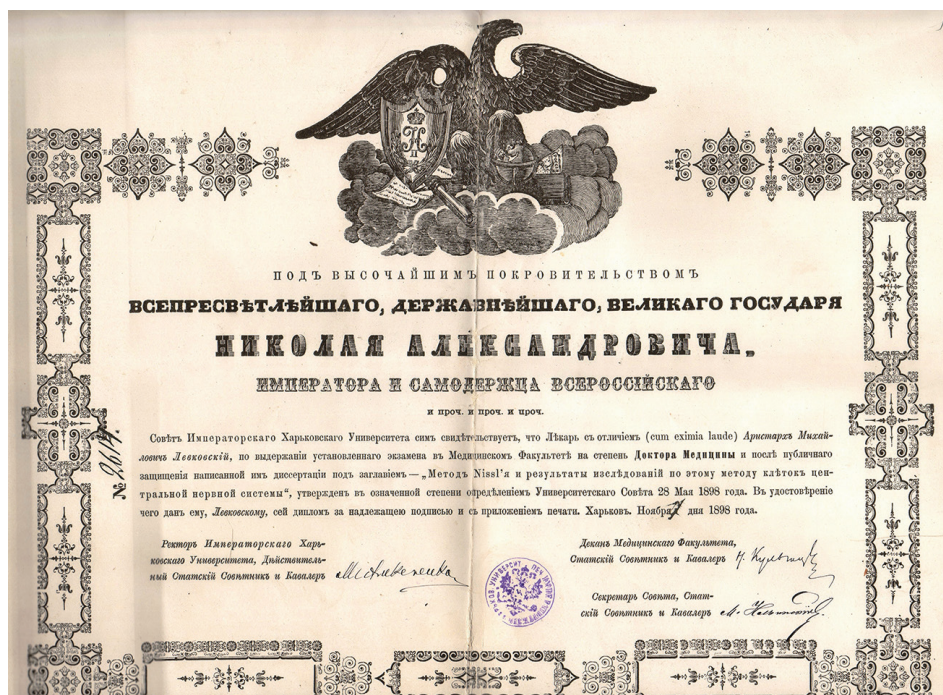 ПОДЪ ВЫСОЧАЙШИМЪ ПОКРОВИТЕЛЬСТВОМЪ
ВСЕПРЕСВѢТЛѢЙШАГО, ДЕРЖАВНѢЙШАГО, ВЕЛИКАГО ГОСУДАРЯ
НИКОЛАЯ АЛЕКСАНДРОВИЧА,
ИМПЕРАТОРА И САМОДЕРЖЦА ВСЕРОССІЙСКАГО
и проч. и проч. и проч.
№ 2614.
Совѣтъ Императорскаго Харьковскаго Университета симъ свидѣтельствуетъ, что Лѣкарь съ отличіемъ (cum eximia laude) Аристархъ Михай-
ловичъ Левковскій, по выдержаніи установленнаго экзамена въ Медицинскомъ Факультетѣ на степень Доктора Медицины и послѣ публичнаго
защищенія написанной имъ диссертаціи подъ заглавіемъ — „Методъ Nissl'я и результаты изслѣдованій по этому методу клѣтокъ цен-
тральной нервной системы“, утвержденъ въ означенной степени опредѣленіемъ Университетскаго Совѣта 28 Мая 1898 года. Въ удостовѣреніе
чего данъ ему, Левковскому, сей дипломъ за надлежащею подписью и съ приложеніемъ печати. Харьковъ. Ноября 7 дня 1898 года.
Ректоръ Императорскаго Харь-
ковскаго Университета, Дѣйствитель-
ный Статскій Совѣтникъ и Кавалеръ М. Алексѣенко
Деканъ Медицинскаго Факультета,
Статскій Совѣтникъ и Кавалеръ
Секретарь Совѣта, Стат-
скій Совѣтникъ и Кавалеръ